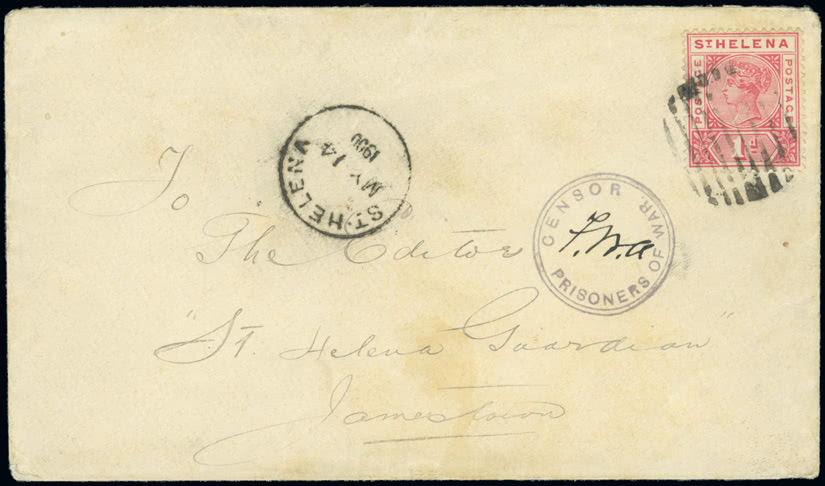 ST HELENA
POSTAGE
POSTAGE
1d
ST. HELENA
MY 14
1900
CENSOR
PRISONERS OF WAR.
To
The Editor
"St. Helena Guardian"
Jamestown